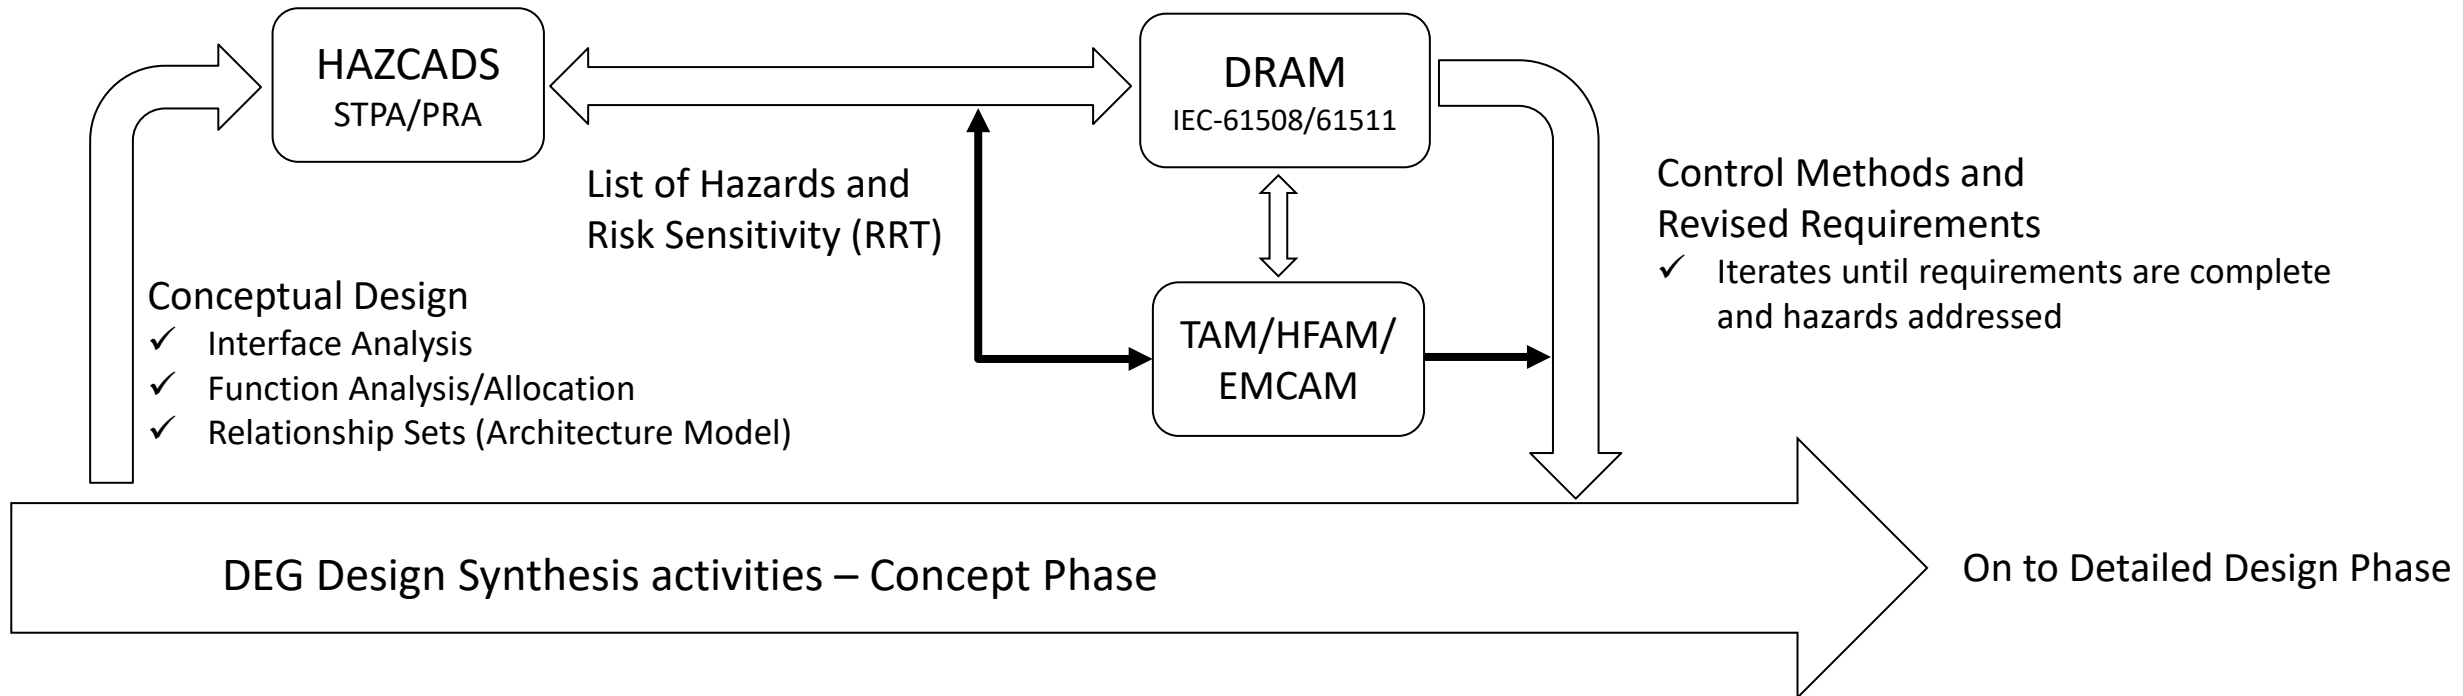 HAZCADS
STPA/PRA
DRAM
IEC-61508/61511
List of Hazards and
Risk Sensitivity (RRT)
Control Methods and
Revised Requirements
✓ Iterates until requirements are complete
and hazards addressed
Conceptual Design
✓ Interface Analysis
✓ Function Analysis/Allocation
✓ Relationship Sets (Architecture Model)
TAM/HFAM/
EMCAM
DEG Design Synthesis activities – Concept Phase
On to Detailed Design Phase